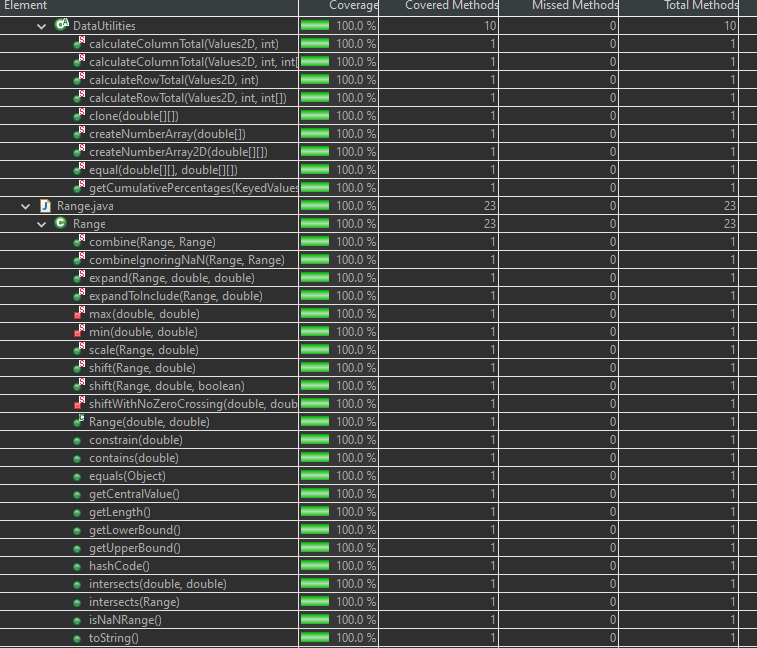 Element Coverage Covered Methods Missed Methods Total Methods
DataUtilities 100.0 % 10 0 10
calculateColumnTotal(Values2D, int) 100.0 % 1 0 1
calculateColumnTotal(Values2D, int, int[ 100.0 % 1 0 1
calculateRowTotal(Values2D, int) 100.0 % 1 0 1
calculateRowTotal(Values2D, int, int[]) 100.0 % 1 0 1
clone(double[][]) 100.0 % 1 0 1
createNumberArray(double[]) 100.0 % 1 0 1
createNumberArray2D(double[][]) 100.0 % 1 0 1
equal(double[][], double[][]) 100.0 % 1 0 1
getCumulativePercentages(KeyedValues 100.0 % 1 0 1
Range.java 100.0 % 23 0 23
Range 100.0 % 23 0 23
combine(Range, Range) 100.0 % 1 0 1
combineIgnoringNaN(Range, Range) 100.0 % 1 0 1
expand(Range, double, double) 100.0 % 1 0 1
expandToInclude(Range, double) 100.0 % 1 0 1
max(double, double) 100.0 % 1 0 1
min(double, double) 100.0 % 1 0 1
scale(Range, double) 100.0 % 1 0 1
shift(Range, double) 100.0 % 1 0 1
shift(Range, double, boolean) 100.0 % 1 0 1
shiftWithNoZeroCrossing(double, doub 100.0 % 1 0 1
Range(double, double) 100.0 % 1 0 1
constrain(double) 100.0 % 1 0 1
contains(double) 100.0 % 1 0 1
equals(Object) 100.0 % 1 0 1
getCentralValue() 100.0 % 1 0 1
getLength() 100.0 % 1 0 1
getLowerBound() 100.0 % 1 0 1
getUpperBound() 100.0 % 1 0 1
hashCode() 100.0 % 1 0 1
intersects(double, double) 100.0 % 1 0 1
intersects(Range) 100.0 % 1 0 1
isNaNRange() 100.0 % 1 0 1
toString() 100.0 % 1 0 1